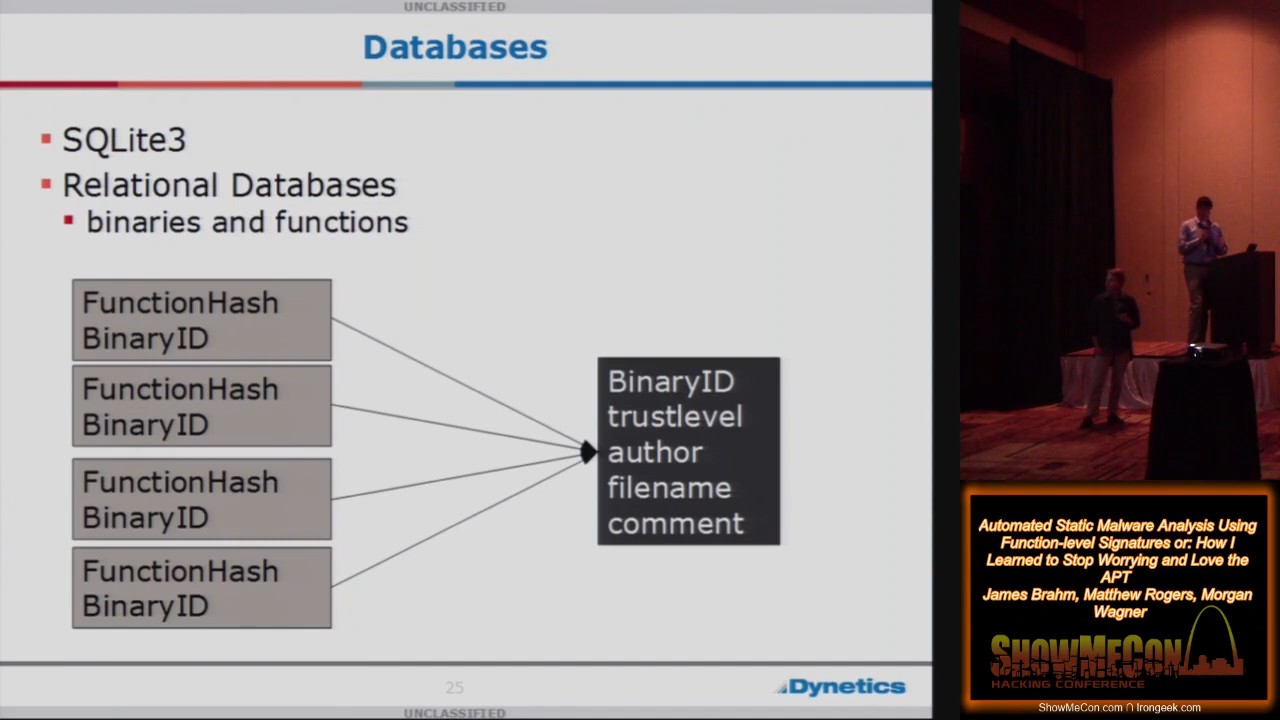 UNCLASSIFIED
Databases
SQLite3
Relational Databases
binaries and functions
FunctionHash
BinaryID
FunctionHash
BinaryID
FunctionHash
BinaryID
FunctionHash
BinaryID
BinaryID
trustlevel
author
filename
comment
25
Dynetics
UNCLASSIFIED
Automated Static Malware Analysis Using
Function-level Signatures or: How I
Learned to Stop Worrying and Love the
APT
James Brahm, Matthew Rogers, Morgan
Wagner
SHOWMECON
HACKING CONFERENCE
ShowMeCon.com ∩ Irongeek.com